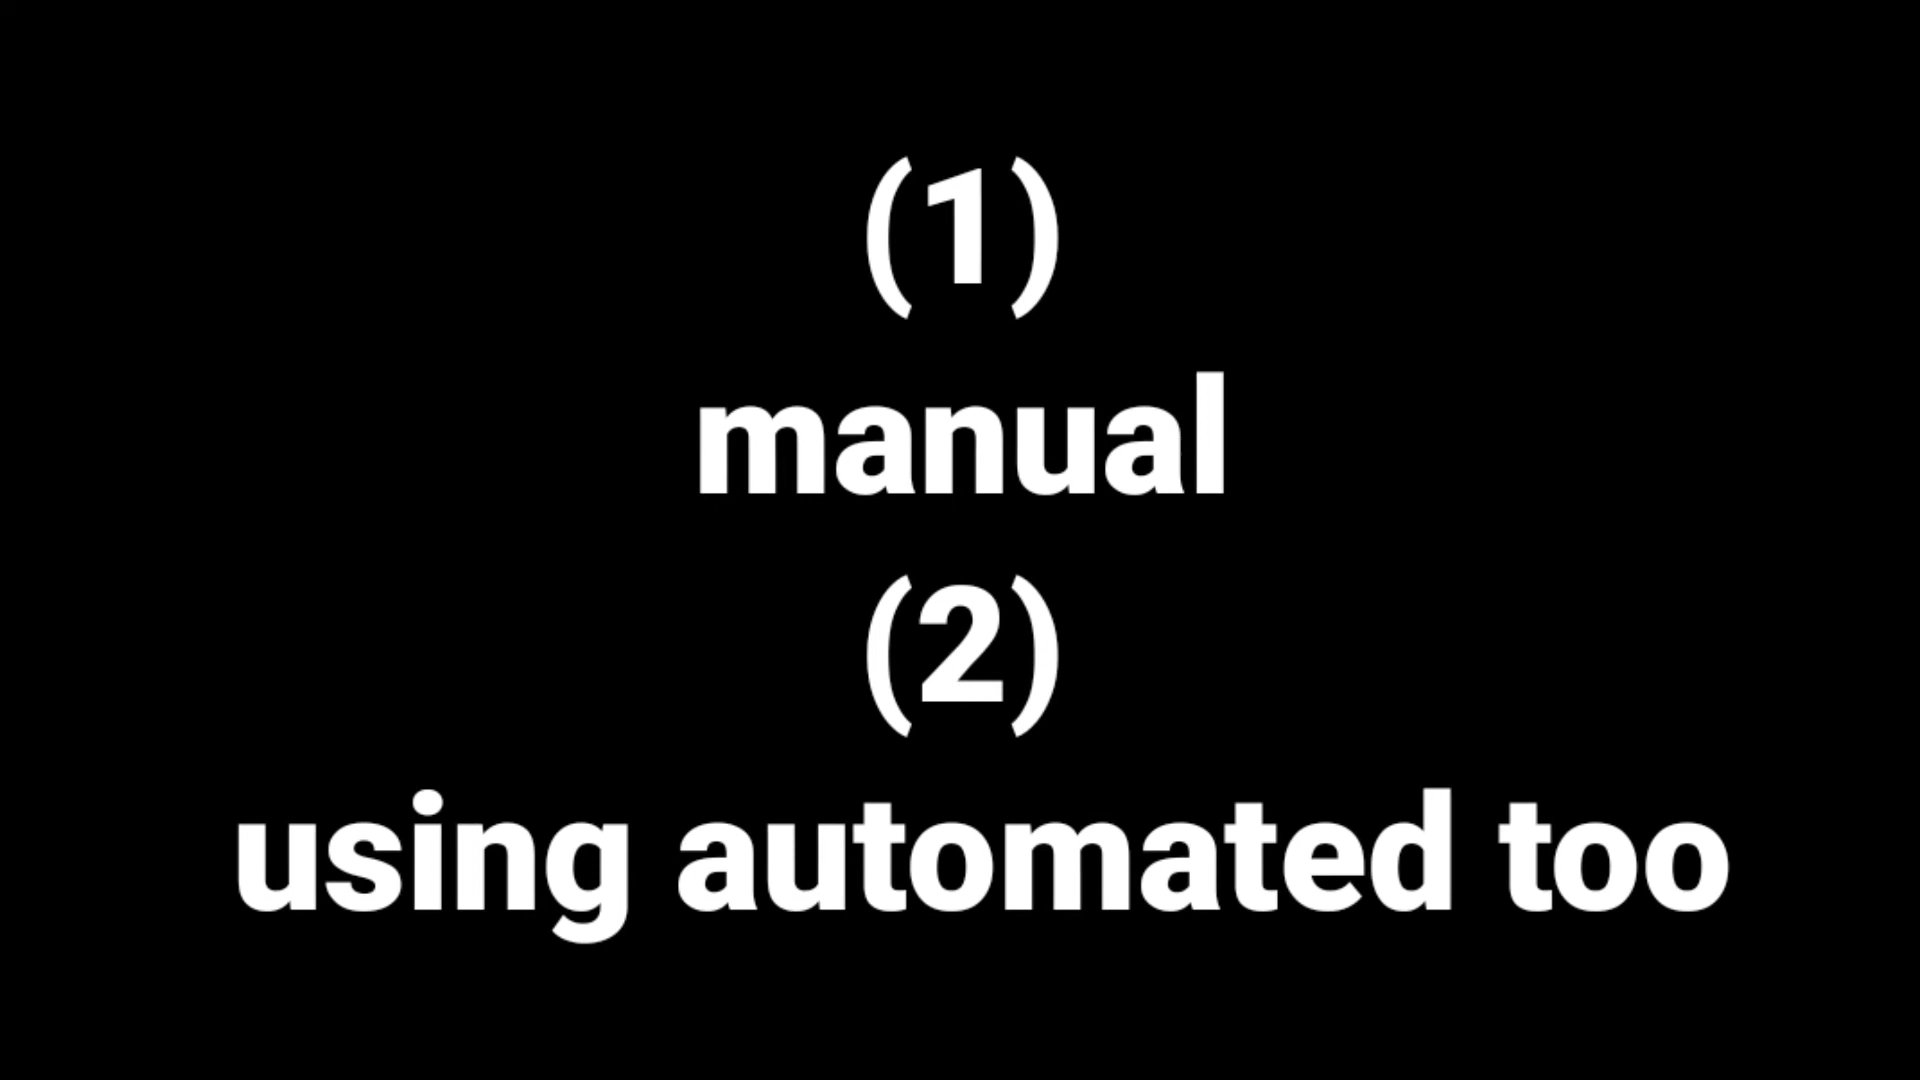 (1)
manual
(2)
using automated too